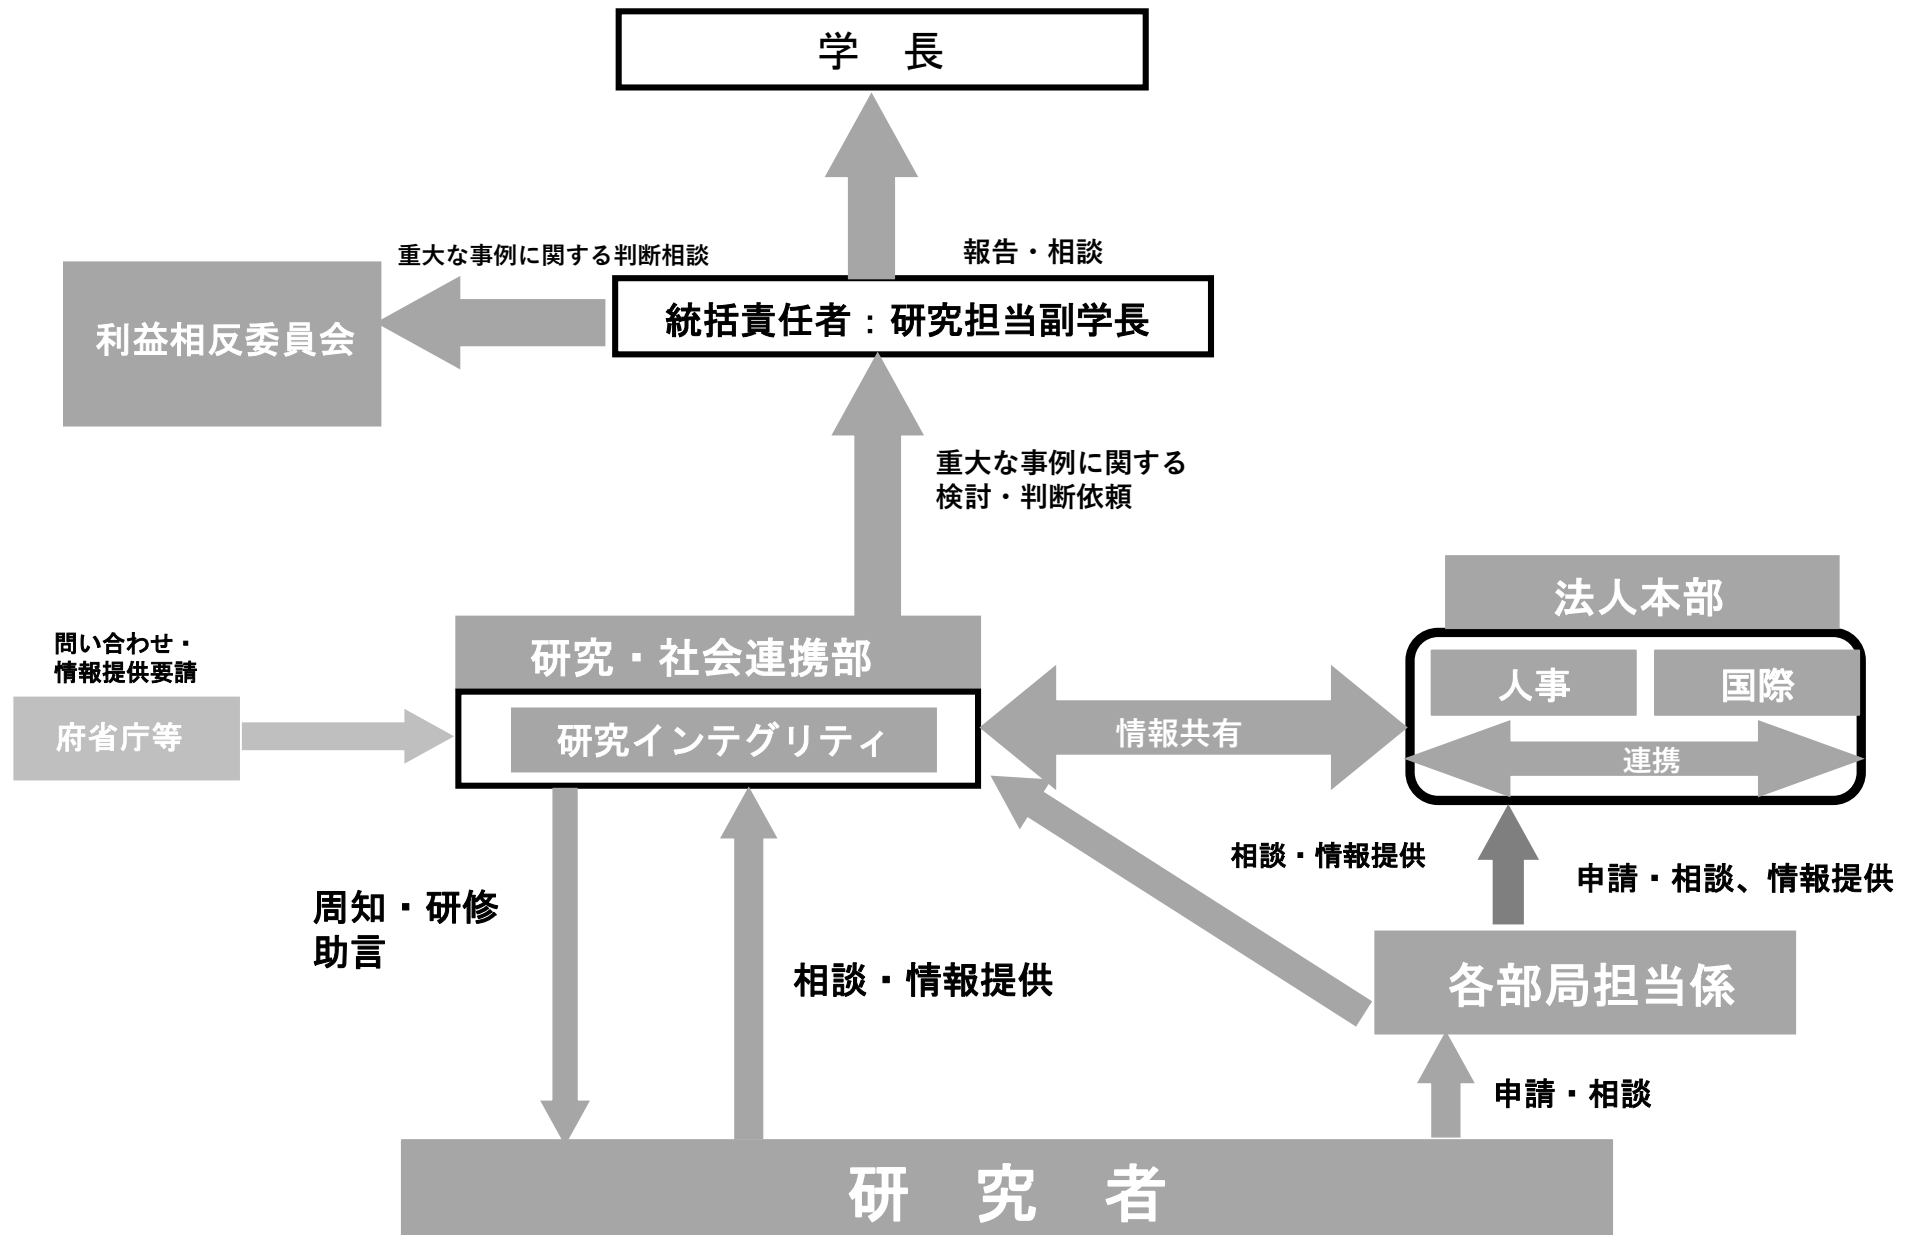 学　長
重大な事例に関する判断相談
報告・相談
利益相反委員会
統括責任者：研究担当副学長
重大な事例に関する
検討・判断依頼
法人本部
問い合わせ・
情報提供要請
研究・社会連携部
人事
国際
府省庁等
研究インテグリティ
情報共有
連携
相談・情報提供
申請・相談、情報提供
周知・研修
助言
相談・情報提供
各部局担当係
申請・相談
研　究　者